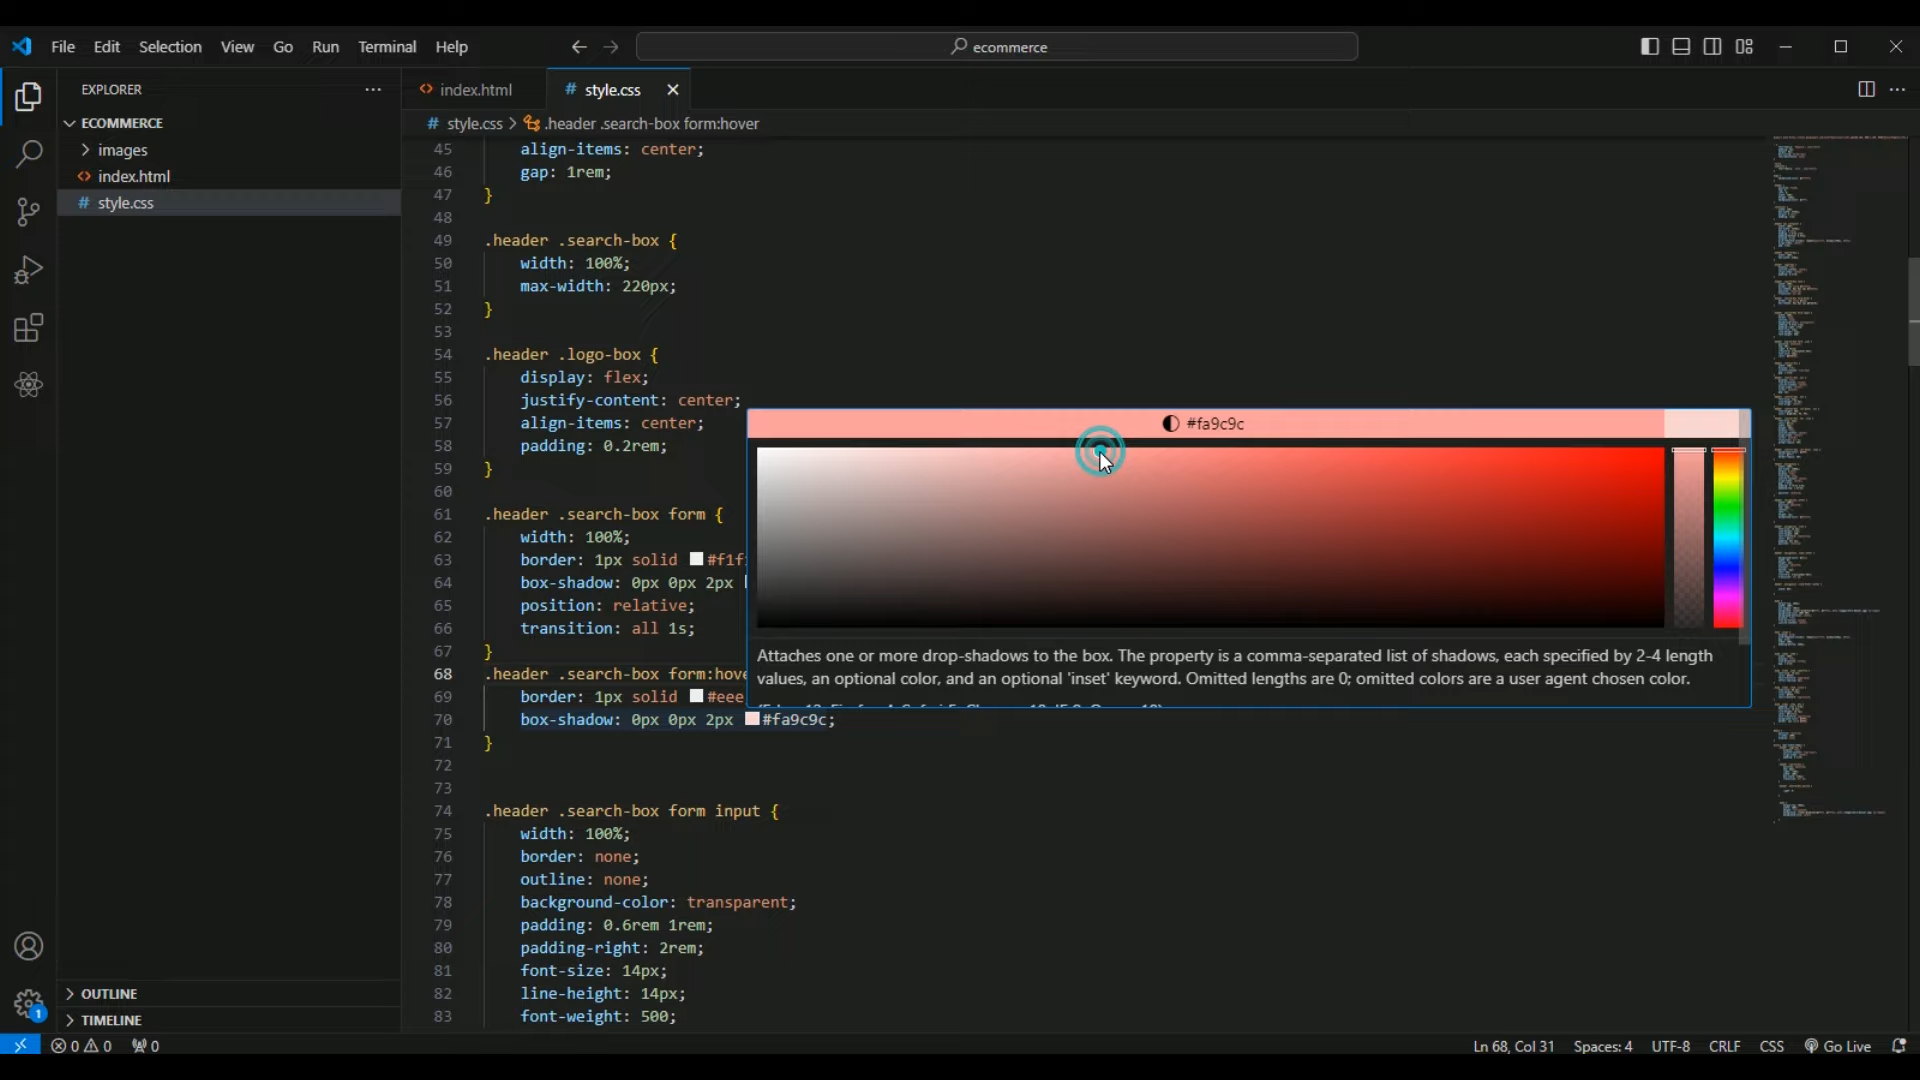 File Edit Selection View Go Run Terminal Help
ecommerce
EXPLORER
ECOMMERCE
images
index.html
style.css
index.html
# style.css
# style.css > .header .search-box form:hover
45 align-items: center;
46 gap: 1rem;
47 }
48
49 .header .search-box {
50 width: 100%;
51 max-width: 220px;
52 }
53
54 .header .logo-box {
55 display: flex;
56 justify-content: center;
57 align-items: center;
58 padding: 0.2rem;
59 }
60
61 .header .search-box form {
62 width: 100%;
63 border: 1px solid #f1f
64 box-shadow: 0px 0px 2px
65 position: relative;
66 transition: all 1s;
67 }
68 .header .search-box form:hove
69 border: 1px solid #eee
70 box-shadow: 0px 0px 2px #fa9c9c;
71 }
72
73
74 .header .search-box form input {
75 width: 100%;
76 border: none;
77 outline: none;
78 background-color: transparent;
79 padding: 0.6rem 1rem;
80 padding-right: 2rem;
81 font-size: 14px;
82 line-height: 14px;
83 font-weight: 500;
#fa9c9c
Attaches one or more drop-shadows to the box. The property is a comma-separated list of shadows, each specified by 2-4 length
values, an optional color, and an optional 'inset' keyword. Omitted lengths are 0; omitted colors are a user agent chosen color.
OUTLINE
TIMELINE
1
0 0 0
Ln 68, Col 31 Spaces: 4 UTF-8 CRLF CSS Go Live